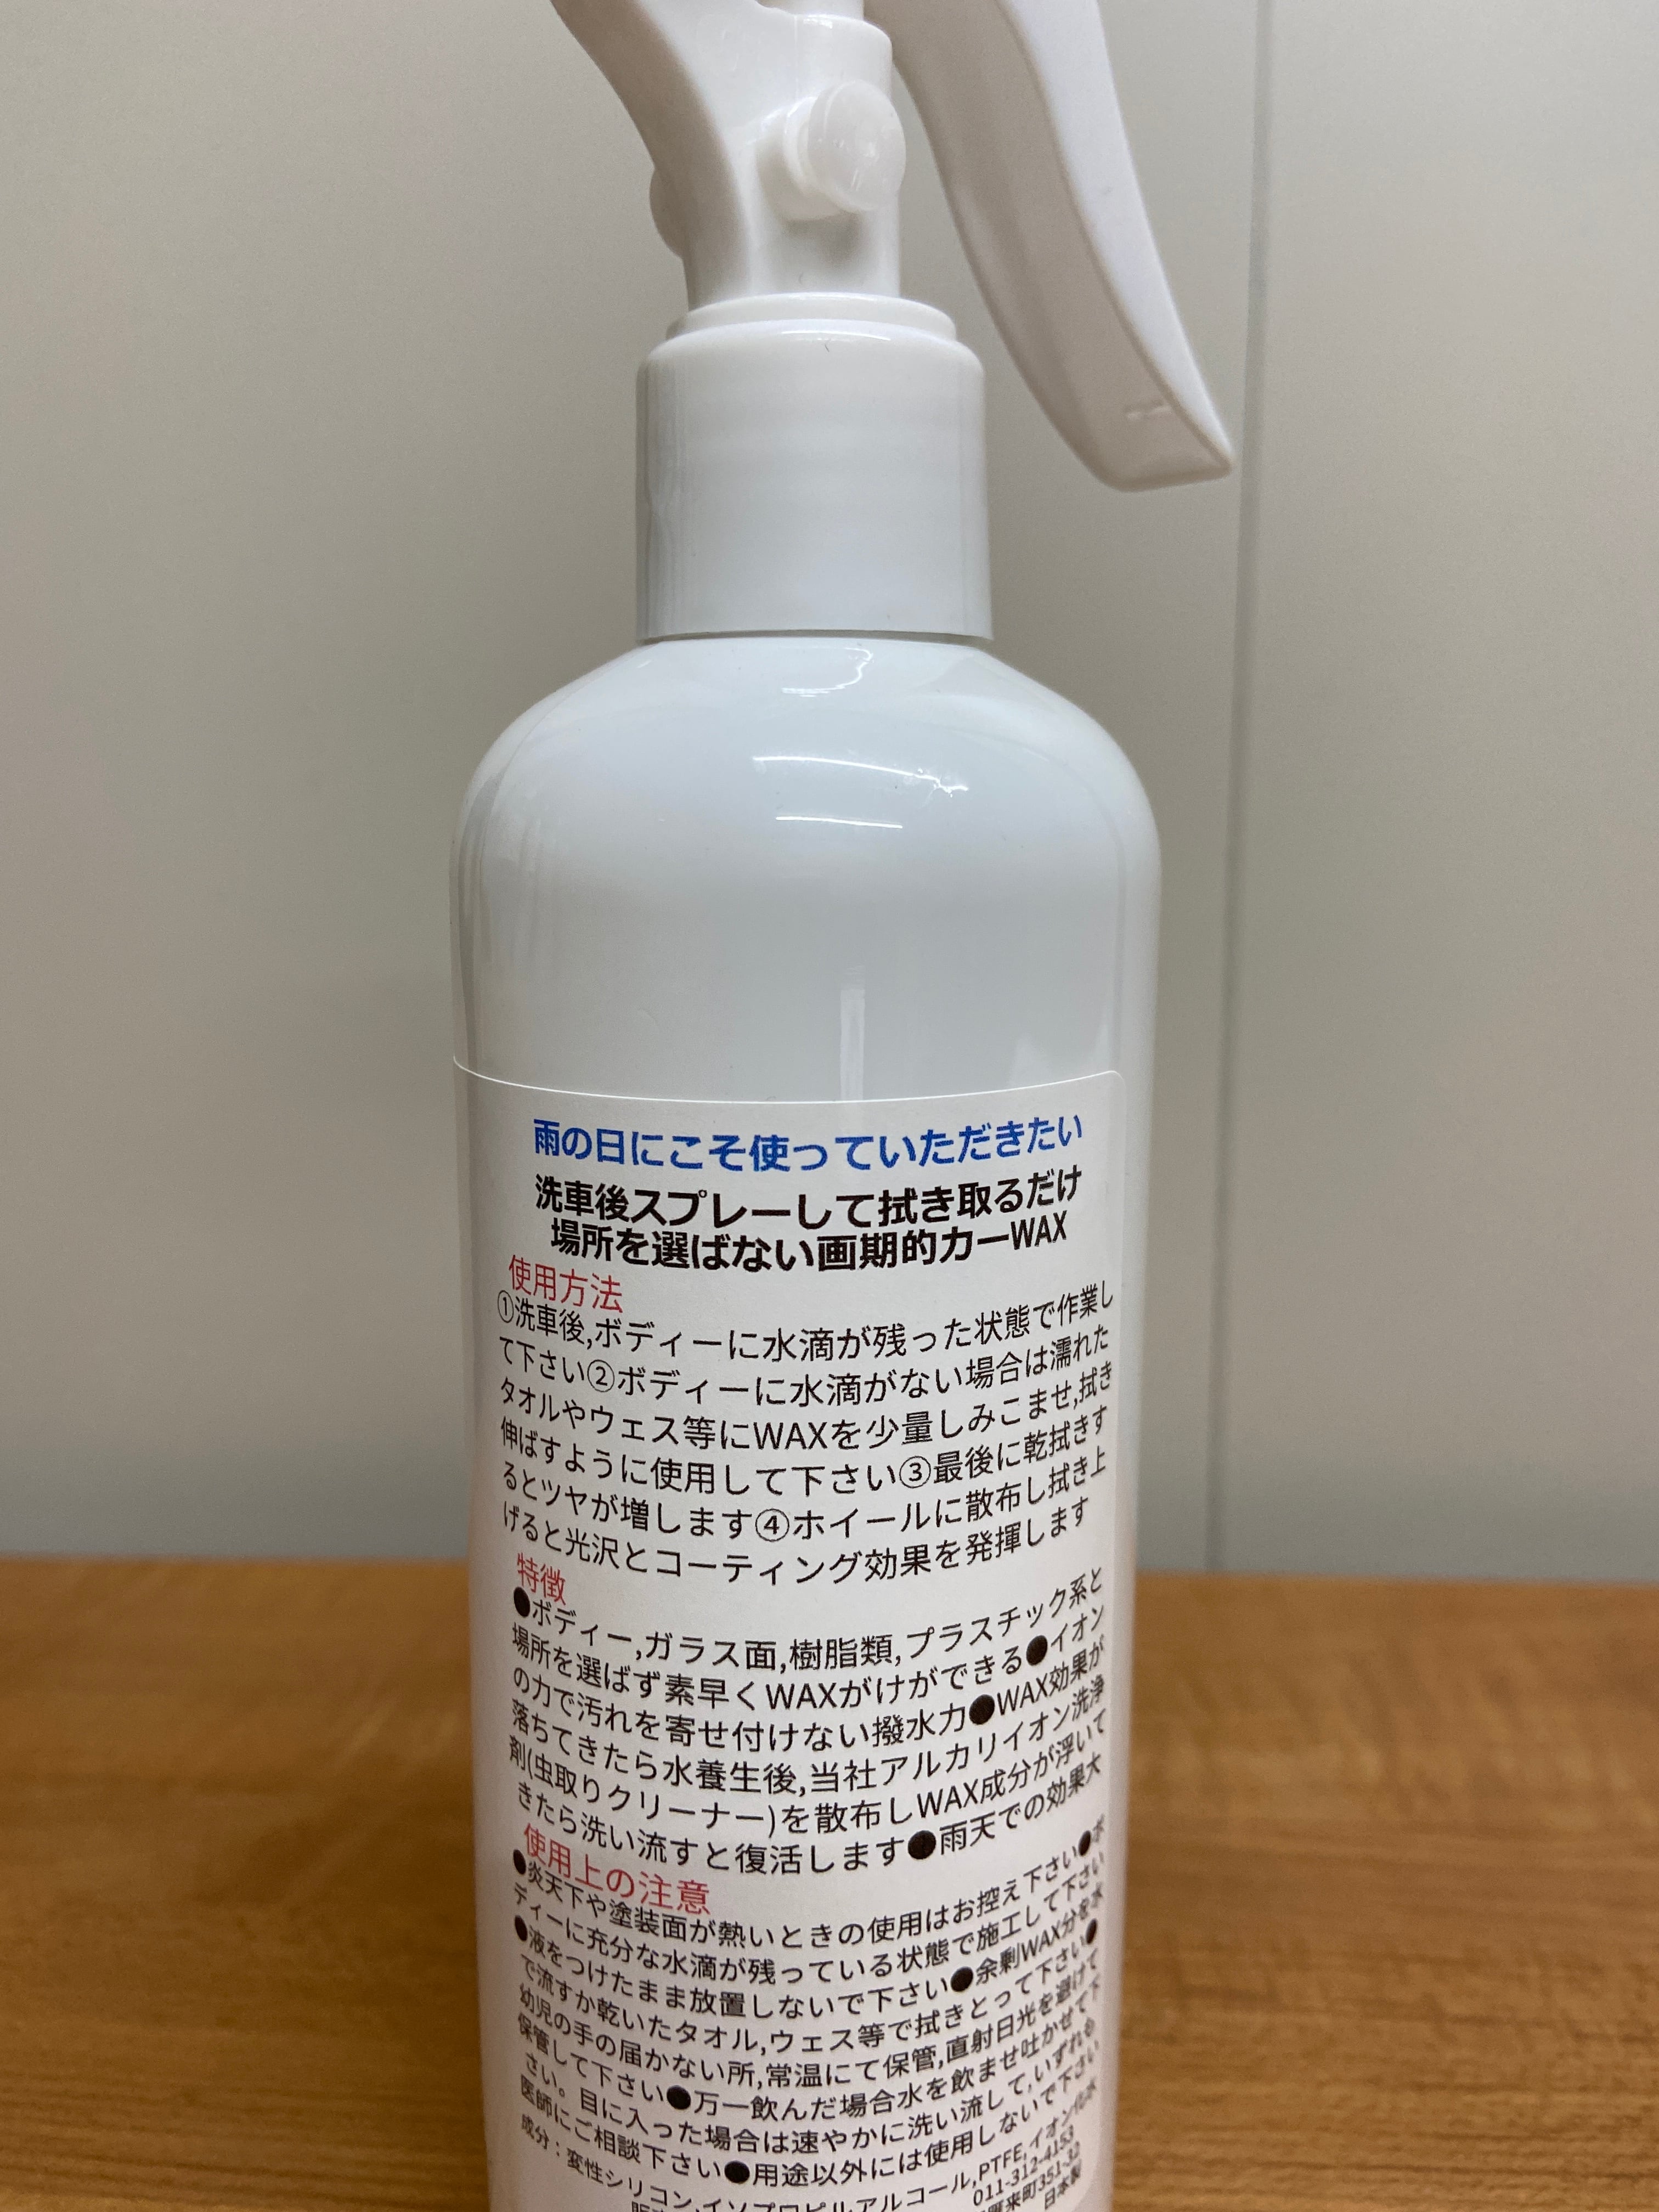 雨の日にこそ使っていただきたい
洗車後スプレーして拭き取るだけ
場所を選ばない画期的カーWAX
使用方法
①洗車後,ボディーに水滴が残った状態で作業し
て下さい②ボディーに水滴がない場合は濡れた
タオルやウェス等にWAXを少量しみこませ,拭き
伸ばすように使用して下さい③最後に乾拭きす
るとツヤが増します④ホイールに散布し拭き上
げると光沢とコーティング効果を発揮します
特徴
●ボディー,ガラス面,樹脂類,プラスチック系と
場所を選ばず素早くWAXがけができる●イオン
の力で汚れを寄せ付けない撥水力●WAX効果が
落ちてきたら水養生後,当社アルカリイオン洗浄
剤(虫取りクリーナー)を散布しWAX成分が浮いて
きたら洗い流すと復活します●雨天での効果大
使用上の注意
●炎天下や塗装面が熱いときの使用はお控え下さい●ボ
ディーに充分な水滴が残っている状態で施工して下さい
●液をつけたまま放置しないで下さい●余剰WAX分を水
で流すか乾いたタオル,ウェス等で拭きとって下さい●
幼児の手の届かない所,常温にて保管,直射日光を避けて
保管して下さい●万一飲んだ場合水を飲ませ吐かせて下
さい。目に入った場合は速やかに洗い流して,いずれも
医師にご相談下さい●用途以外には使用しないで下さい
成分：変性シリコン,イソプロピルアルコール,PTFE,イオン化水
011-312-4153
来町351-32
日本製